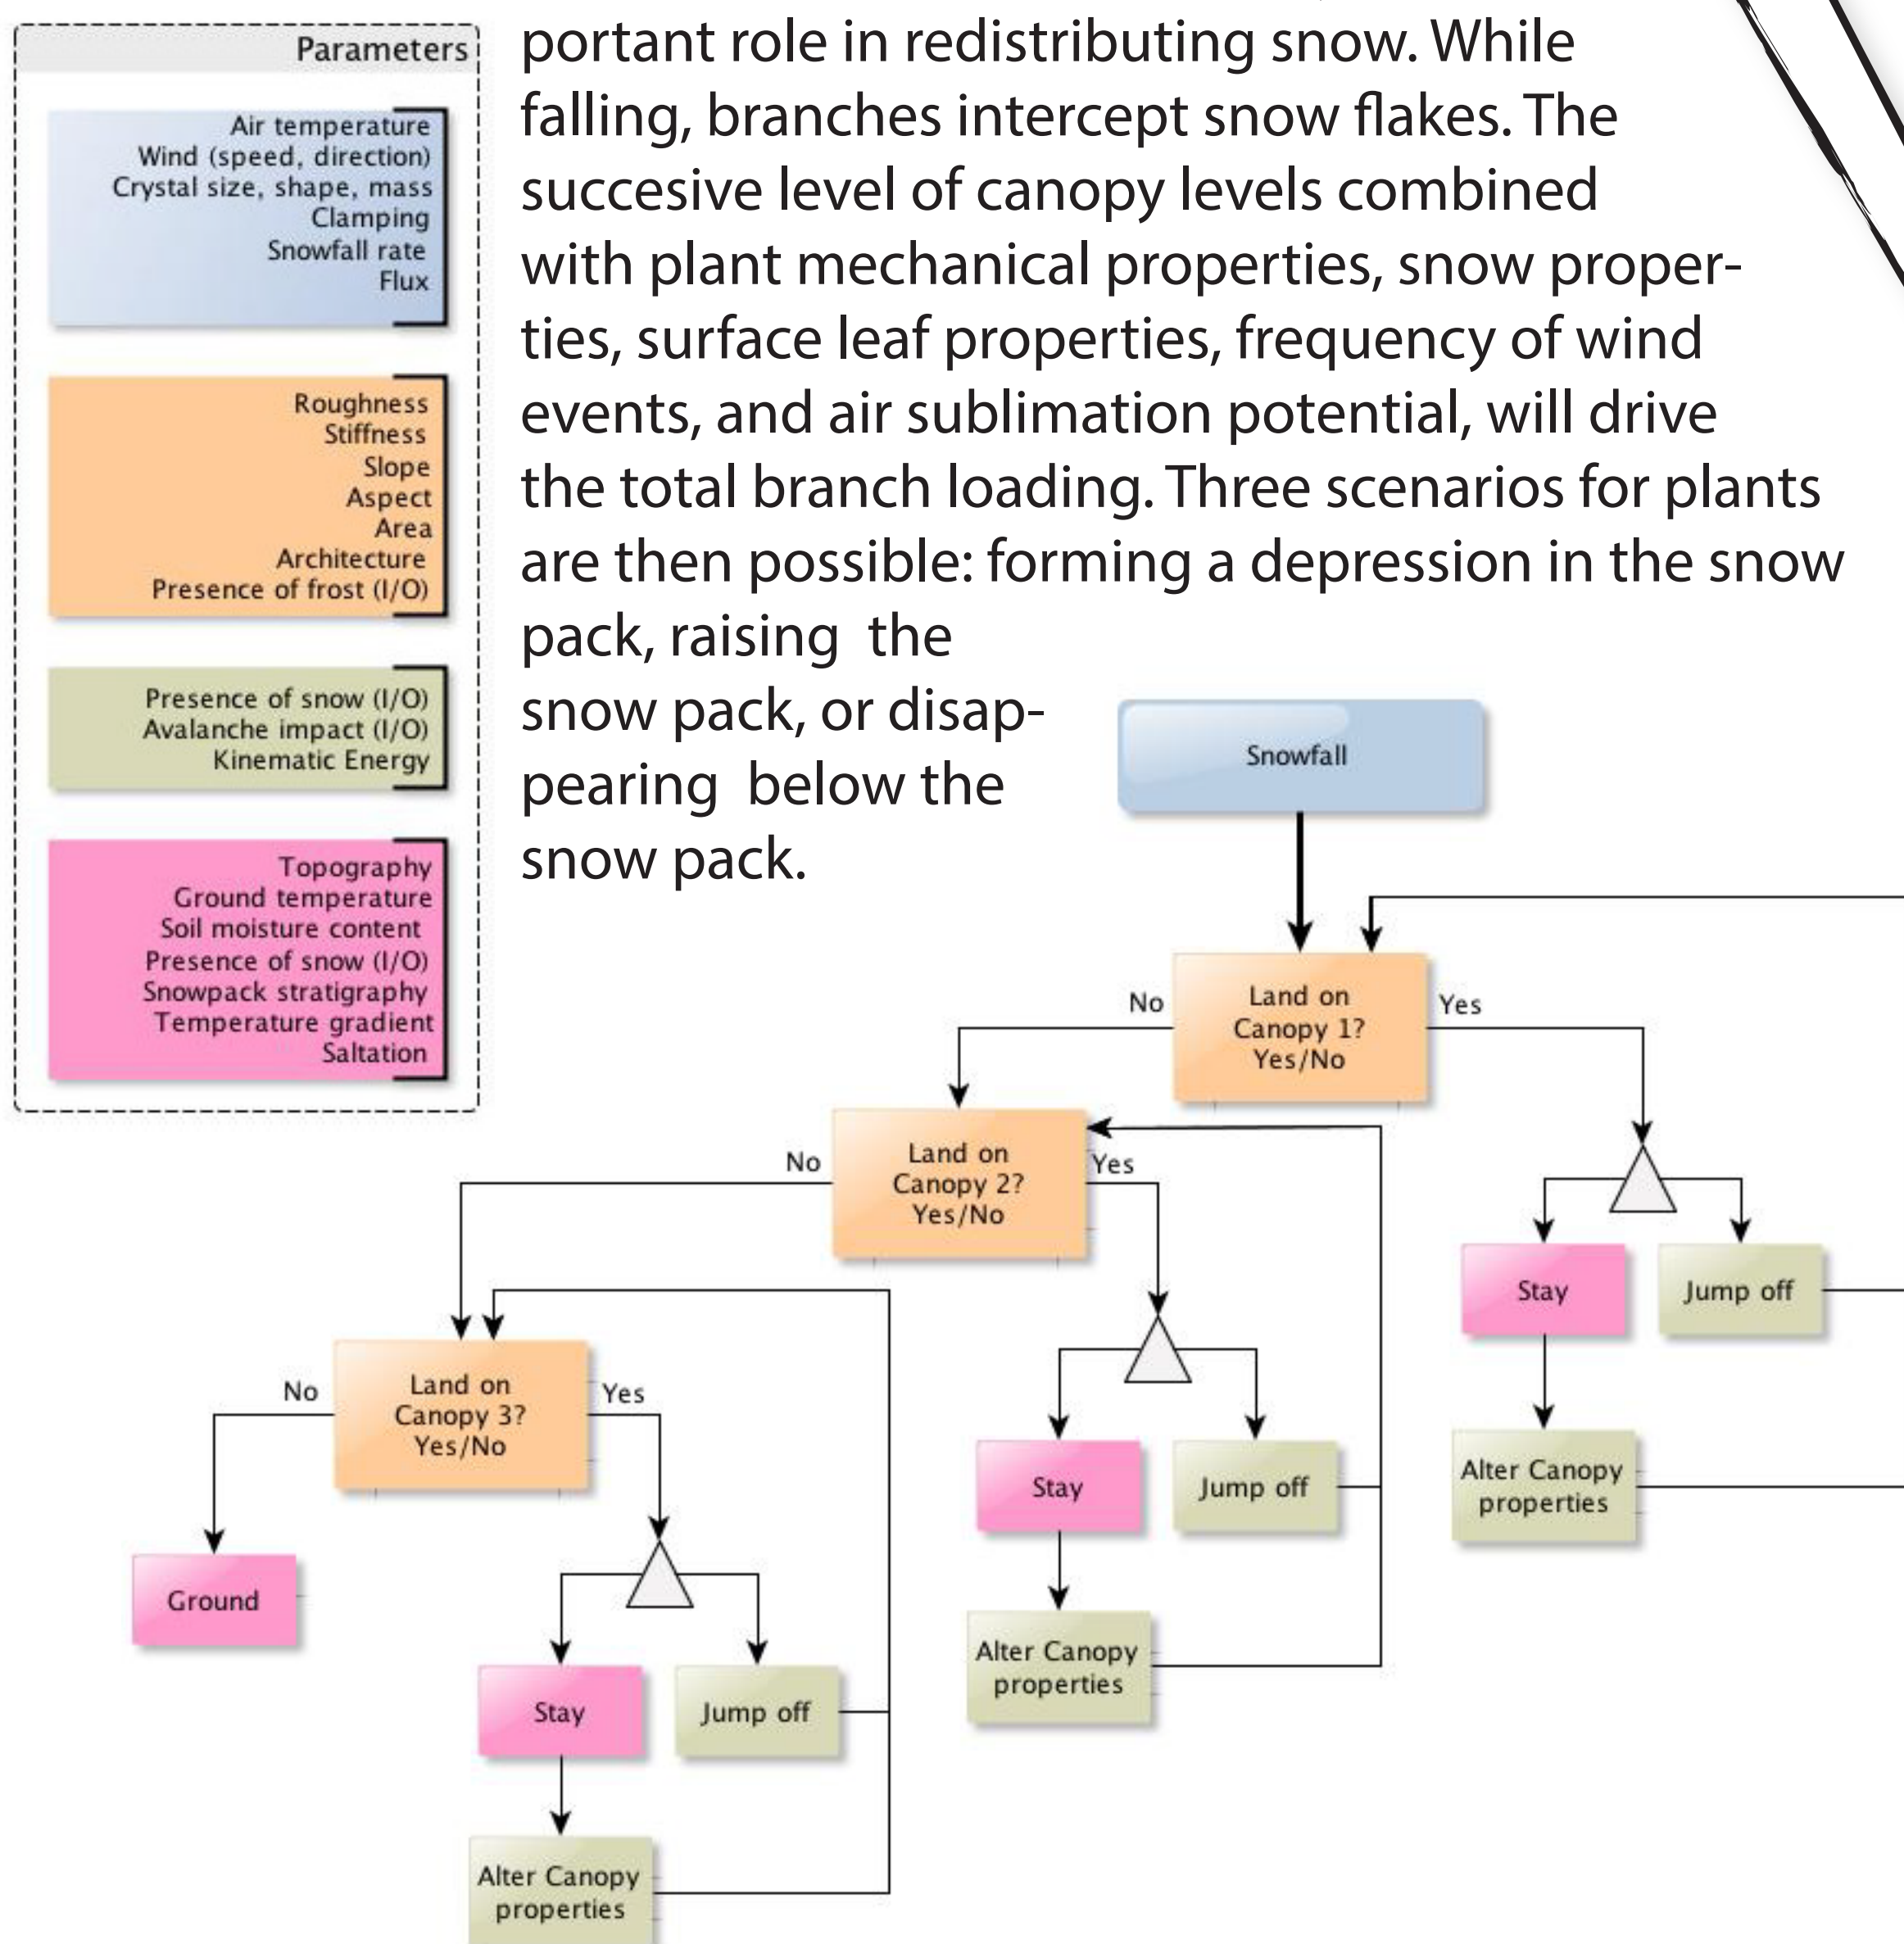 Parameters
Air temperature
Wind (speed, direction)
Crystal size, shape, mass
Clamping
Snowfall rate
Flux
Roughness
Stiffness
Slope
Aspect
Area
Architecture
Presence of frost (I/O)
Presence of snow (I/O)
Avalanche impact (I/O)
Kinematic Energy
Topography
Ground temperature
Soil moisture content
Presence of snow (I/O)
Snowpack stratigraphy
Temperature gradient
Saltation
portant role in redistributing snow. While
falling, branches intercept snow flakes. The
succesive level of canopy levels combined
with plant mechanical properties, snow proper-
ties, surface leaf properties, frequency of wind
events, and air sublimation potential, will drive
the total branch loading. Three scenarios for plants
are then possible: forming a depression in the snow
pack, raising the
snow pack, or disap-
pearing below the
snow pack.
Snowfall
No
Land on
Canopy 1?
Yes/No
Yes
No
Land on
Canopy 2?
Yes/No
Yes
Stay
Jump off
Alter Canopy
properties
No
Land on
Canopy 3?
Yes/No
Yes
Stay
Jump off
Alter Canopy
properties
Ground
Stay
Jump off
Alter Canopy
properties